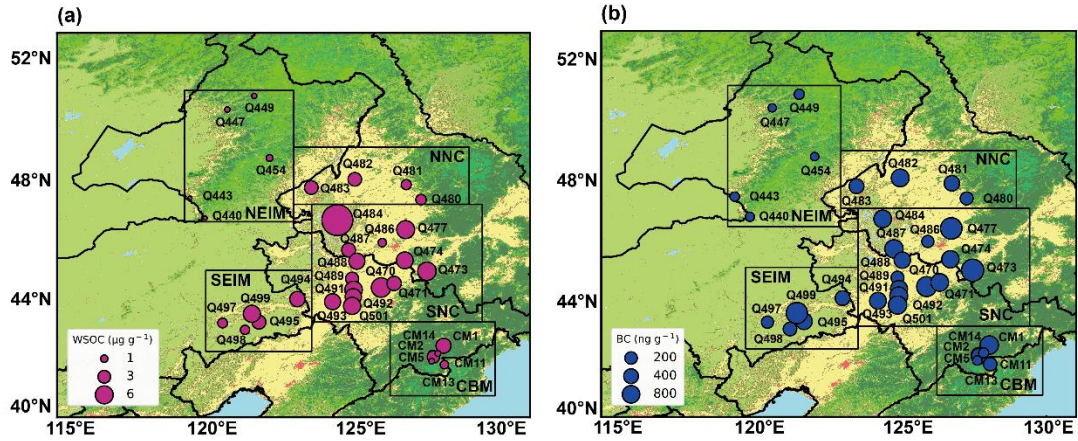 (a)
52°N
48°N
44°N
40°N
115°E
120°E
125°E
130°E
Q449
Q447
Q454
Q443
Q440
NEIM
NNC
Q482
Q481
Q483
Q480
Q484
Q486
Q477
Q487
Q474
Q488
Q470
Q473
Q489
Q491
Q471
Q492
Q493
Q501
SNC
SEIM
Q494
Q499
Q497
Q495
Q498
CM14
CM1
CM2
CM5
CM11
CM13
CBM
WSOC (μg g⁻¹)
1
3
6
(b)
52°N
48°N
44°N
40°N
115°E
120°E
125°E
130°E
Q449
Q447
Q454
Q443
Q440
NEIM
NNC
Q482
Q481
Q483
Q480
Q484
Q486
Q477
Q487
Q474
Q488
Q470
Q473
Q489
Q491
Q471
Q492
Q493
Q501
SNC
SEIM
Q494
Q499
Q497
Q495
Q498
CM14
CM1
CM2
CM5
CM11
CM13
CBM
BC (ng g⁻¹)
200
400
800